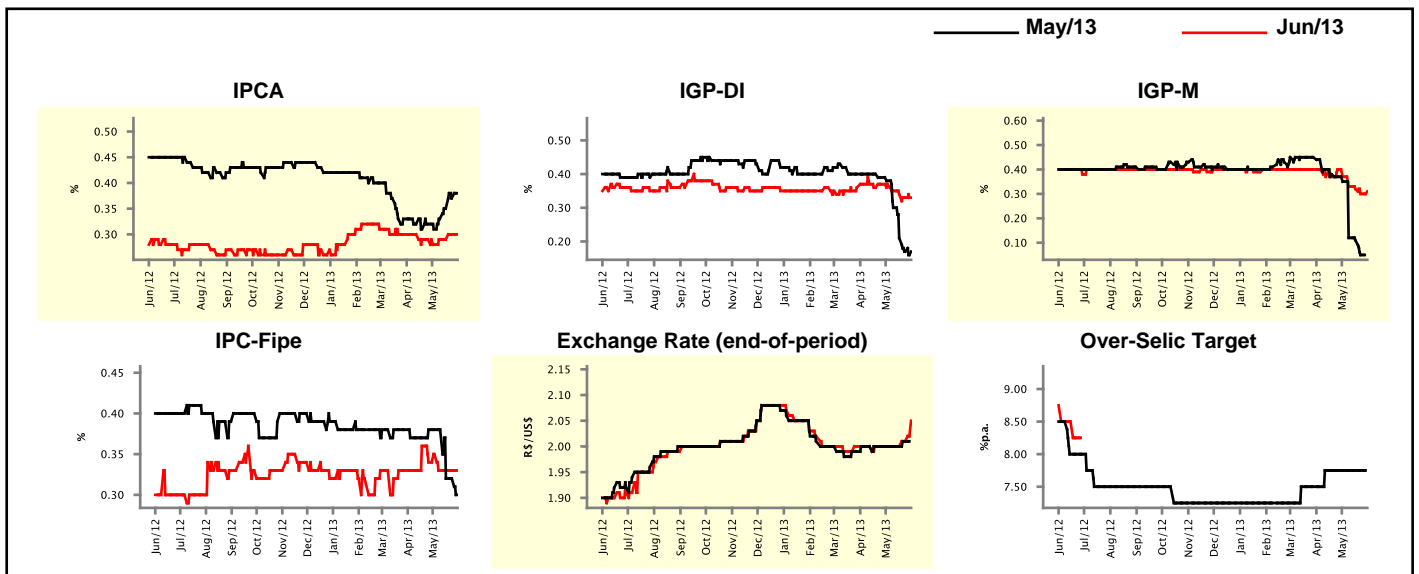 May/13 Jun/13
IPCA
%
0.50
0.45
0.40
0.35
0.30
Jun/12 Jul/12 Aug/12 Sep/12 Oct/12 Nov/12 Dec/12 Jan/13 Feb/13 Mar/13 Apr/13 May/13
IGP-DI
%
0.50
0.40
0.30
0.20
Jun/12 Jul/12 Aug/12 Sep/12 Oct/12 Nov/12 Dec/12 Jan/13 Feb/13 Mar/13 Apr/13 May/13
IGP-M
%
0.60
0.50
0.40
0.30
0.20
0.10
Jun/12 Jul/12 Aug/12 Sep/12 Oct/12 Nov/12 Dec/12 Jan/13 Feb/13 Mar/13 Apr/13 May/13
IPC-Fipe
%
0.45
0.40
0.35
0.30
Jun/12 Jul/12 Aug/12 Sep/12 Oct/12 Nov/12 Dec/12 Jan/13 Feb/13 Mar/13 Apr/13 May/13
Exchange Rate (end-of-period)
R$/US$
2.15
2.10
2.05
2.00
1.95
1.90
Jun/12 Jul/12 Aug/12 Sep/12 Oct/12 Nov/12 Dec/12 Jan/13 Feb/13 Mar/13 Apr/13 May/13
Over-Selic Target
%p.a.
9.00
8.50
8.00
7.50
Jun/12 Jul/12 Aug/12 Sep/12 Oct/12 Nov/12 Dec/12 Jan/13 Feb/13 Mar/13 Apr/13 May/13